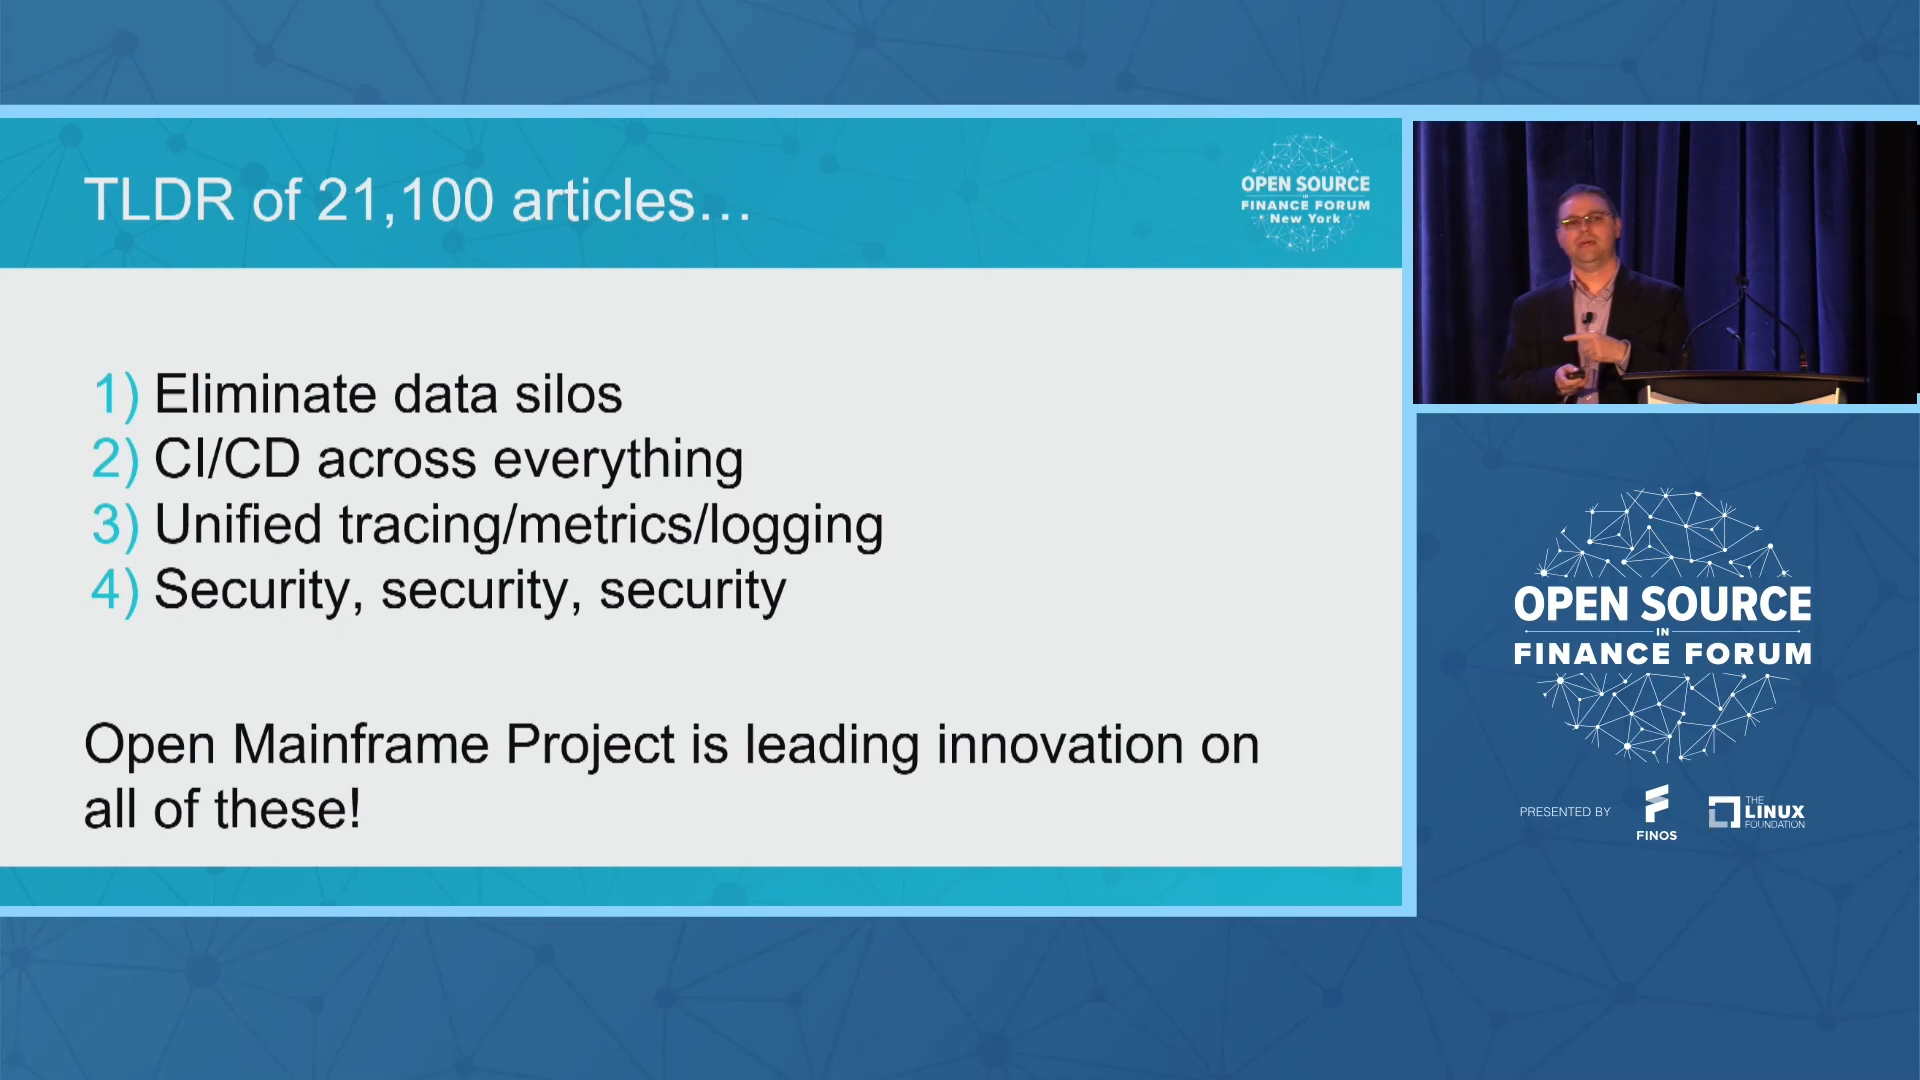 TLDR of 21,100 articles…
OPEN SOURCE
IN
FINANCE FORUM
New York
1) Eliminate data silos
2) CI/CD across everything
3) Unified tracing/metrics/logging
4) Security, security, security
Open Mainframe Project is leading innovation on
all of these!
OPEN SOURCE
IN
FINANCE FORUM
PRESENTED BY
FINOS
THE
LINUX
FOUNDATION